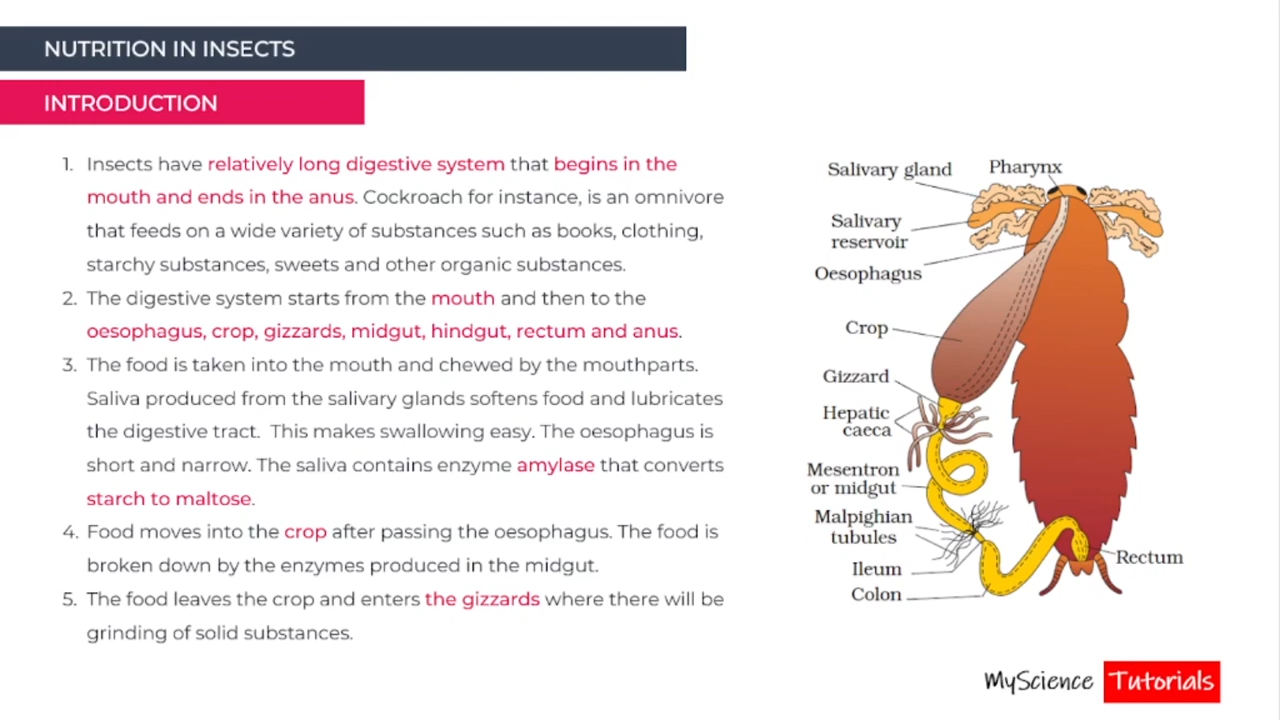 NUTRITION IN INSECTS
INTRODUCTION
1. Insects have relatively long digestive system that begins in the
mouth and ends in the anus. Cockroach for instance, is an omnivore
that feeds on a wide variety of substances such as books, clothing,
starchy substances, sweets and other organic substances.
2. The digestive system starts from the mouth and then to the
oesophagus, crop, gizzards, midgut, hindgut, rectum and anus.
3. The food is taken into the mouth and chewed by the mouthparts.
Saliva produced from the salivary glands softens food and lubricates
the digestive tract. This makes swallowing easy. The oesophagus is
short and narrow. The saliva contains enzyme amylase that converts
starch to maltose.
4. Food moves into the crop after passing the oesophagus. The food is
broken down by the enzymes produced in the midgut.
5. The food leaves the crop and enters the gizzards where there will be
grinding of solid substances.
Salivary gland
Pharynx
Salivary
reservoir
Oesophagus
Crop
Gizzard
Hepatic
caeca
Mesentron
or midgut
Malpighian
tubules
Ileum
Colon
Rectum
MyScience Tutorials